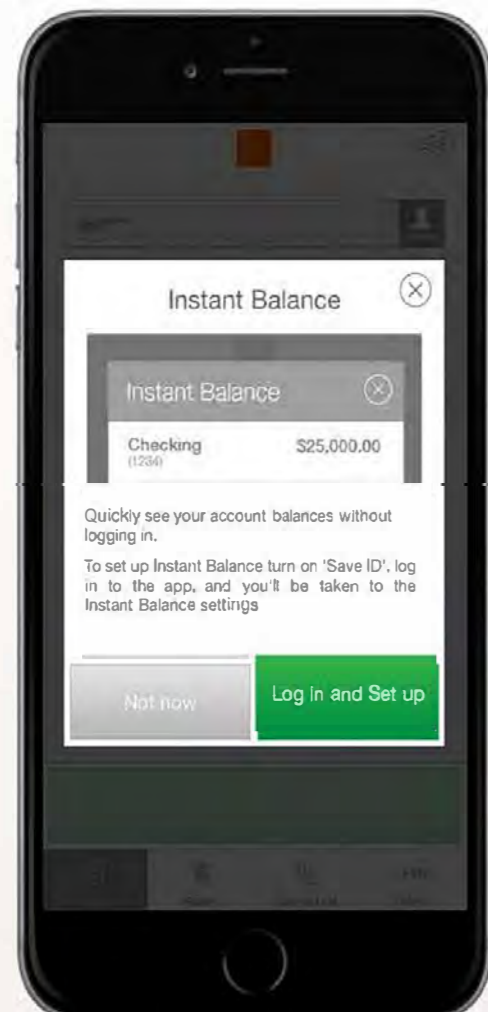 Instant Balance
Instant Balance
Checking $25,000.00
(1234)
Quickly see your account balances without
logging in.
To set up Instant Balance turn on 'Save ID', log
in to the app, and you'll be taken to the
Instant Balance settings
Not now
Log in and Set up